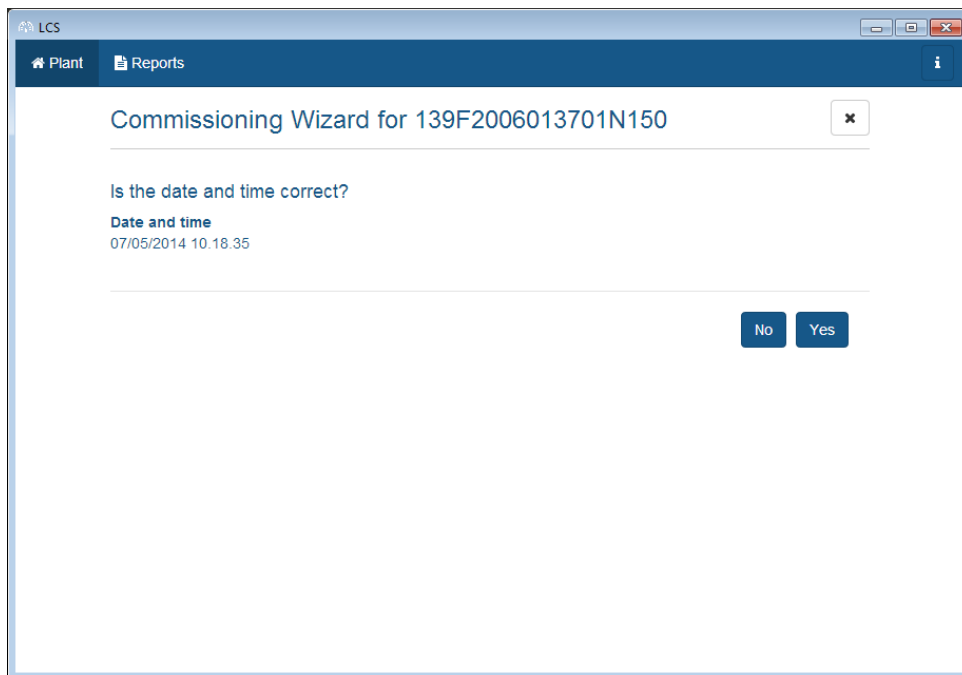 LCS
Plant Reports i
Commissioning Wizard for 139F2006013701N150
Is the date and time correct?
Date and time
07/05/2014 10.18.35
No Yes